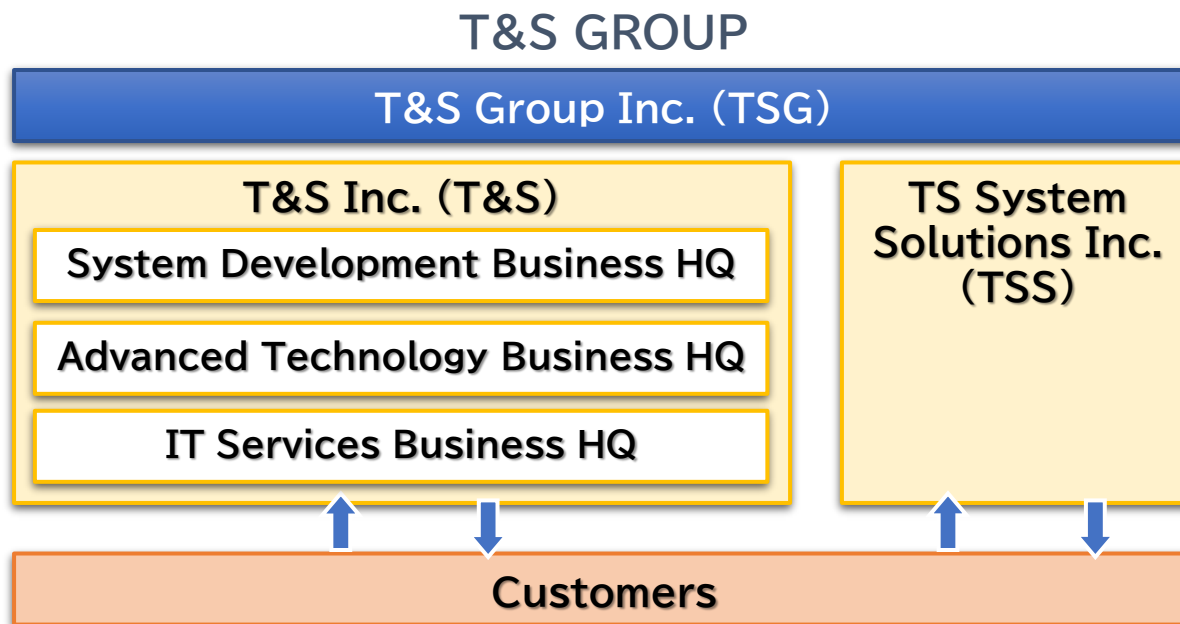 T&S GROUP
T&S Group Inc. (TSG)
T&S Inc. (T&S)
System Development Business HQ
Advanced Technology Business HQ
IT Services Business HQ
TS System
Solutions Inc.
(TSS)
Customers